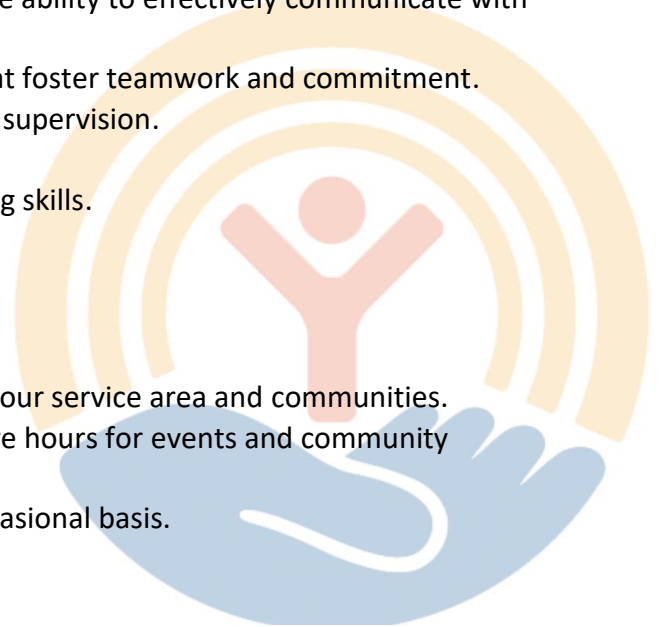 ability to effectively communicate with
foster teamwork and commitment.
supervision.
skills.
our service area and communities.
hours for events and community
basis.